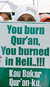 You burn
Qur'an,
You burned
in Hell..!!!
Kau Bakar
Qur'an-ku,